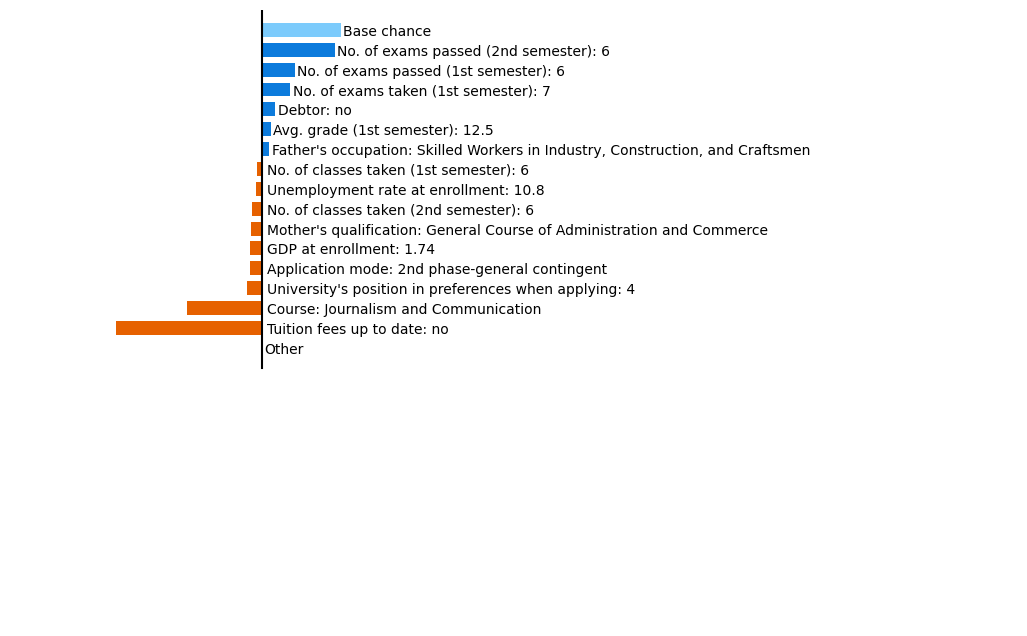 Base chance
No. of exams passed (2nd semester): 6
No. of exams passed (1st semester): 6
No. of exams taken (1st semester): 7
Debtor: no
Avg. grade (1st semester): 12.5
Father's occupation: Skilled Workers in Industry, Construction, and Craftsmen
No. of classes taken (1st semester): 6
Unemployment rate at enrollment: 10.8
No. of classes taken (2nd semester): 6
Mother's qualification: General Course of Administration and Commerce
GDP at enrollment: 1.74
Application mode: 2nd phase-general contingent
University's position in preferences when applying: 4
Course: Journalism and Communication
Tuition fees up to date: no
Other